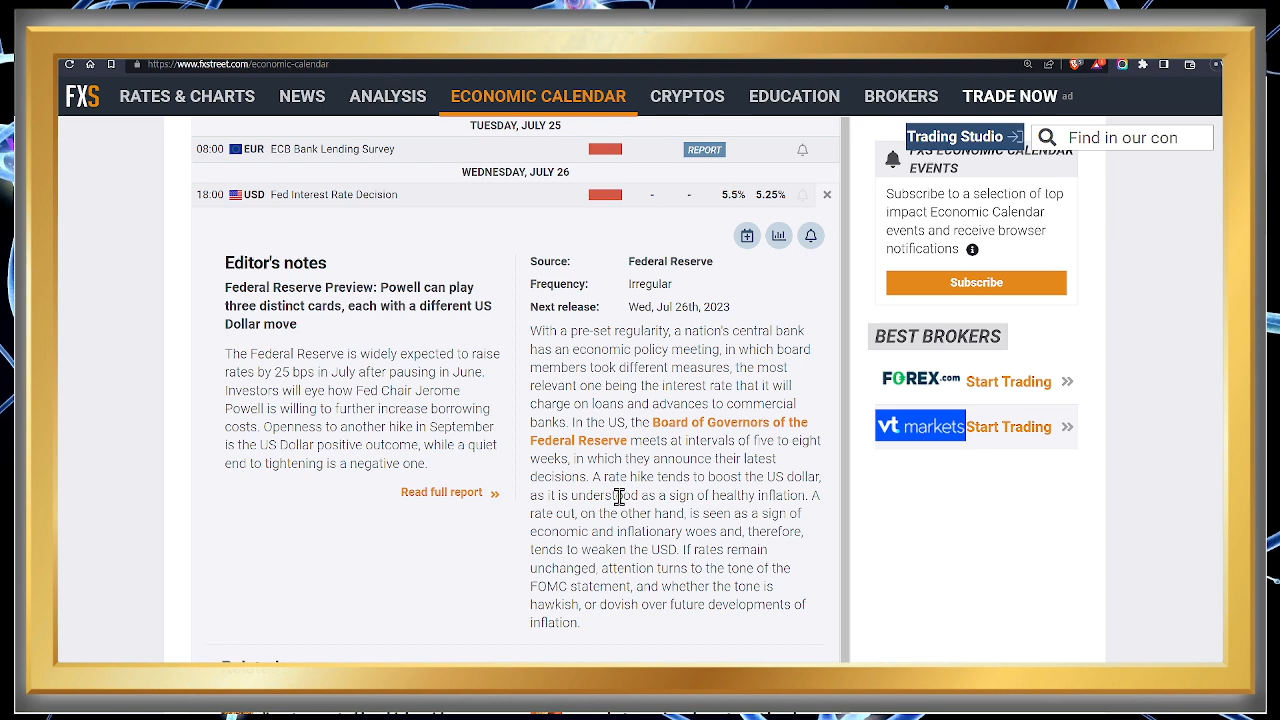 https://www.fxstreet.com/economic-calendar
FXS RATES & CHARTS NEWS ANALYSIS ECONOMIC CALENDAR CRYPTOS EDUCATION BROKERS TRADE NOW ad
Trading Studio Find in our con
TUESDAY, JULY 25
08:00 EUR ECB Bank Lending Survey REPORT
WEDNESDAY, JULY 26
18:00 USD Fed Interest Rate Decision - - 5.5% 5.25%
Editor's notes
Federal Reserve Preview: Powell can play
three distinct cards, each with a different US
Dollar move
The Federal Reserve is widely expected to raise
rates by 25 bps in July after pausing in June.
Investors will eye how Fed Chair Jerome
Powell is willing to further increase borrowing
costs. Openness to another hike in September
is the US Dollar positive outcome, while a quiet
end to tightening is a negative one.
Read full report
Source: Federal Reserve
Frequency: Irregular
Next release: Wed, Jul 26th, 2023
With a pre-set regularity, a nation's central bank
has an economic policy meeting, in which board
members took different measures, the most
relevant one being the interest rate that it will
charge on loans and advances to commercial
banks. In the US, the Board of Governors of the
Federal Reserve meets at intervals of five to eight
weeks, in which they announce their latest
decisions. A rate hike tends to boost the US dollar,
as it is understood as a sign of healthy inflation. A
rate cut, on the other hand, is seen as a sign of
economic and inflationary woes and, therefore,
tends to weaken the USD. If rates remain
unchanged, attention turns to the tone of the
FOMC statement, and whether the tone is
hawkish, or dovish over future developments of
inflation.
FXS ECONOMIC CALENDAR
EVENTS
Subscribe to a selection of top
impact Economic Calendar
events and receive browser
notifications
Subscribe
BEST BROKERS
FOREX.com Start Trading
vt markets Start Trading